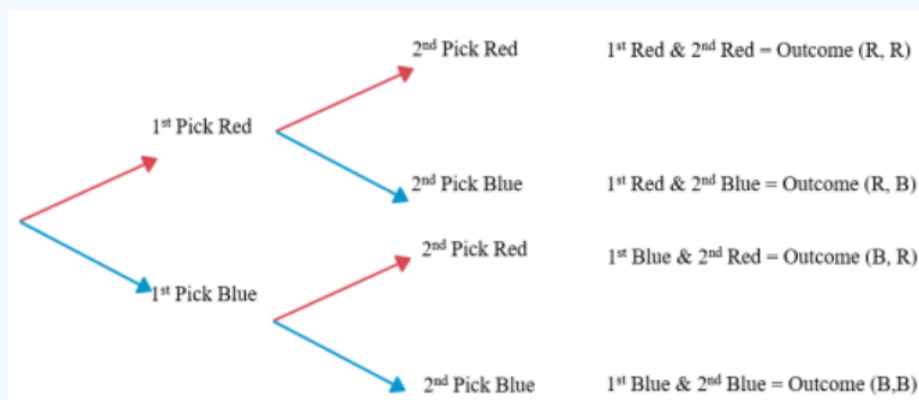 2nd Pick Red 1st Red & 2nd Red = Outcome (R, R)
1st Pick Red
2nd Pick Blue 1st Red & 2nd Blue = Outcome (R, B)
2nd Pick Red 1st Blue & 2nd Red = Outcome (B, R)
1st Pick Blue
2nd Pick Blue 1st Blue & 2nd Blue = Outcome (B,B)